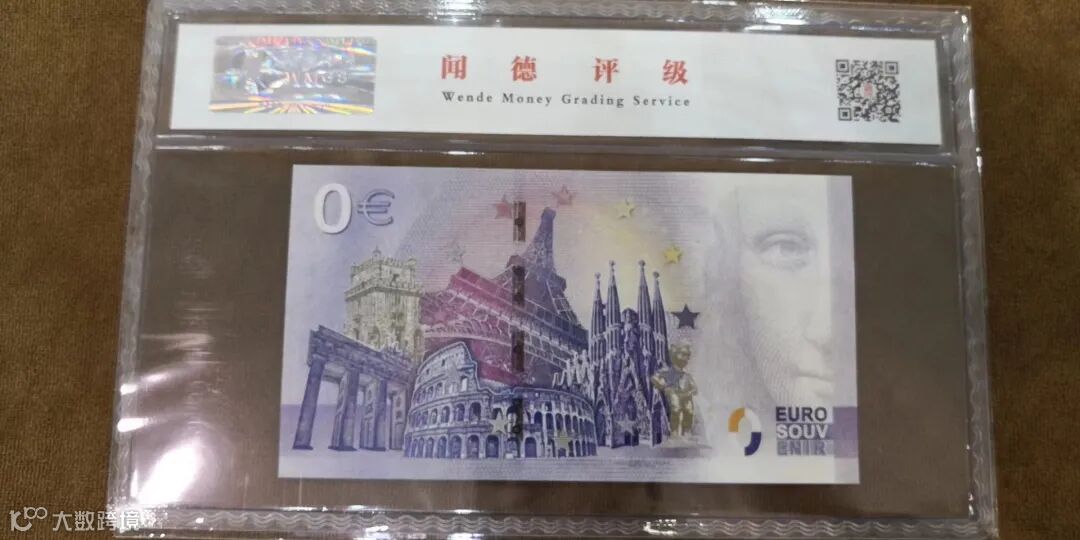 闻德评级
Wende Money Grading Service
0€
EURO
SOUV
ENIR
大数跨境